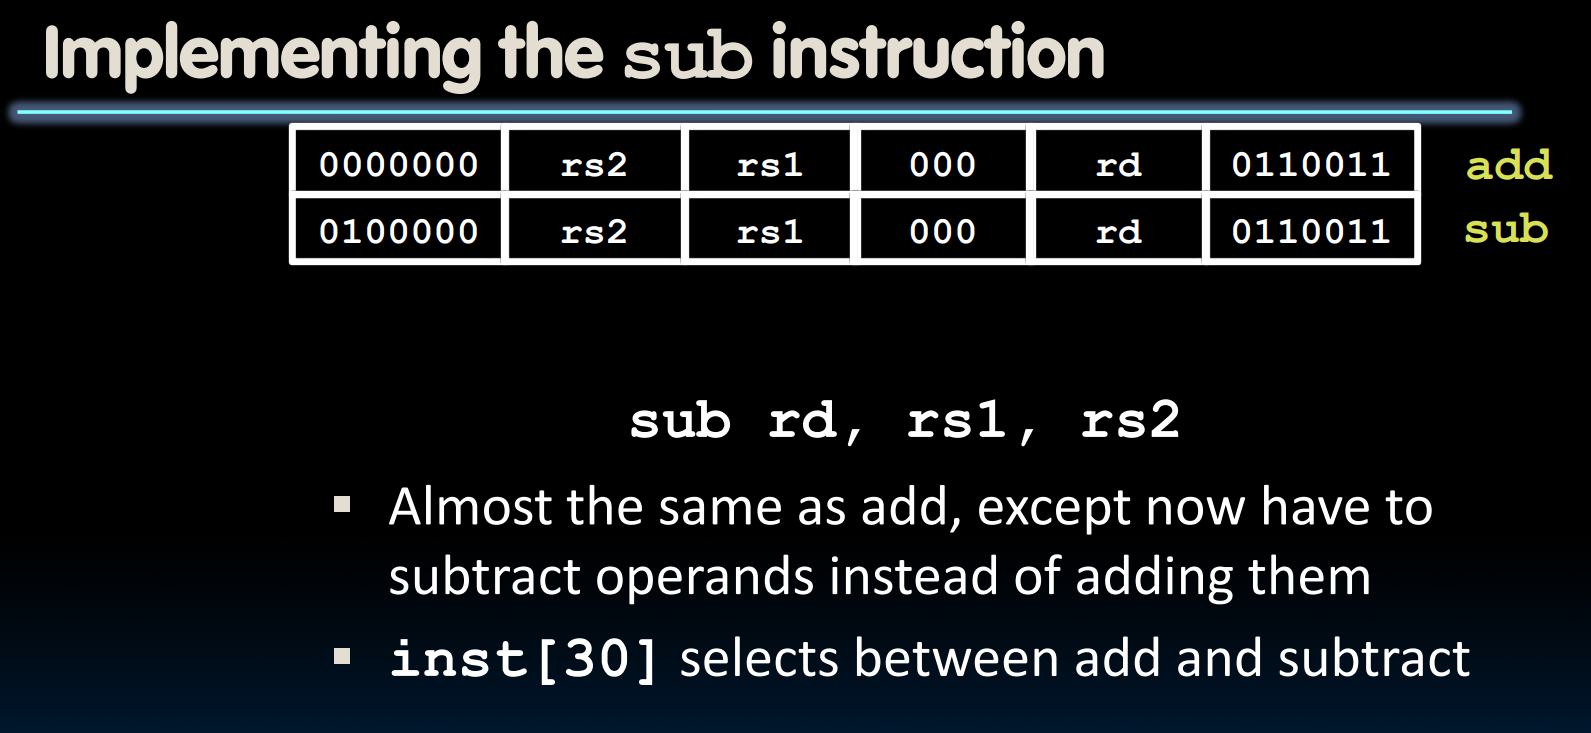 Implementing the sub instruction
0000000 rs2 rs1 000 rd 0110011 add
0100000 rs2 rs1 000 rd 0110011 sub
sub rd, rs1, rs2
▪ Almost the same as add, except now have to
subtract operands instead of adding them
▪ inst[30] selects between add and subtract